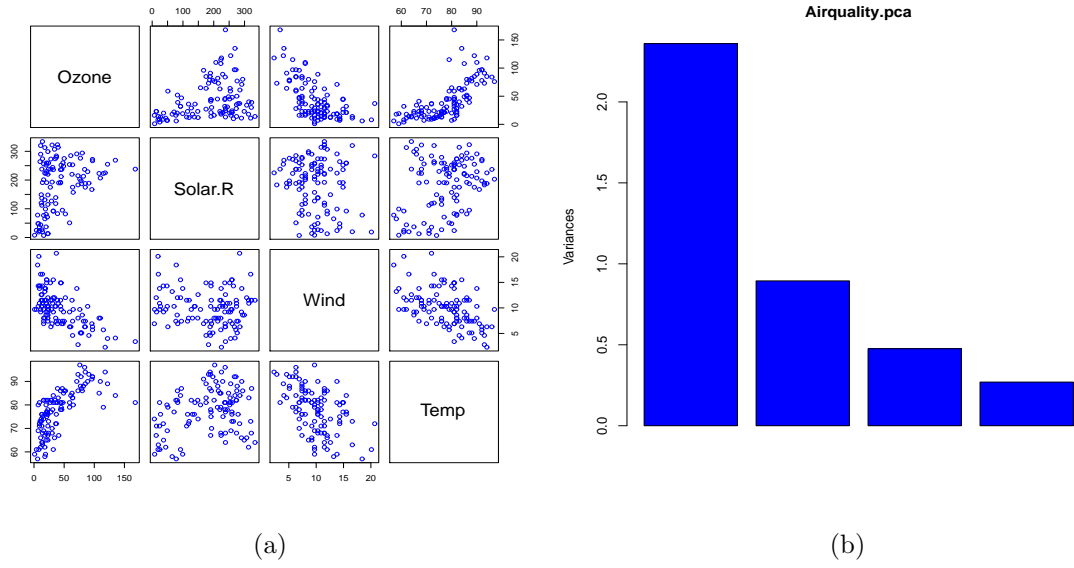 0 100 200 300
60 70 80 90
Ozone
0 50 100 150
0 100 200 300
Solar.R
Wind
5 10 15 20
60 70 80 90
Temp
0 50 100 150
5 10 15 20
(a)
Airquality.pca
Variances
0.0 0.5 1.0 1.5 2.0
(b)